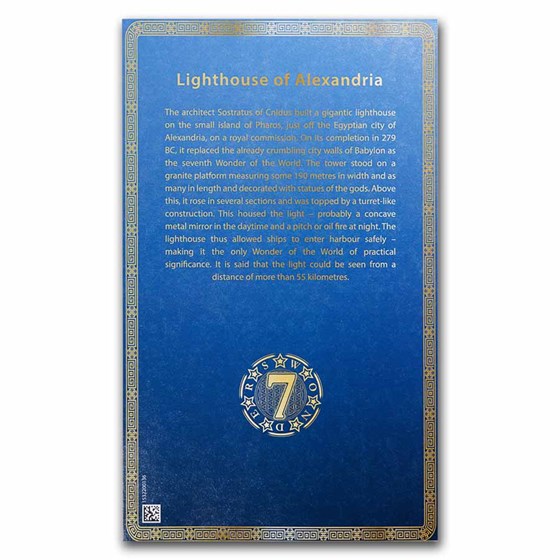 Lighthouse of Alexandria
The architect Sostratus of Cnidus built a gigantic lighthouse
on the small island of Pharos, just off the Egyptian city of
Alexandria, on a royal commission. On its completion in 279
BC, it replaced the already crumbling city walls of Babylon as
the seventh Wonder of the World. The tower stood on a
granite platform measuring some 190 metres in width and as
many in length and decorated with statues of the gods. Above
this, it rose in several sections and was topped by a turret-like
construction. This housed the light – probably a concave
metal mirror in the daytime and a pitch or oil fire at night. The
lighthouse thus allowed ships to enter harbour safely –
making it the only Wonder of the World of practical
significance. It is said that the light could be seen from a
distance of more than 55 kilometres.
7
WONDERS